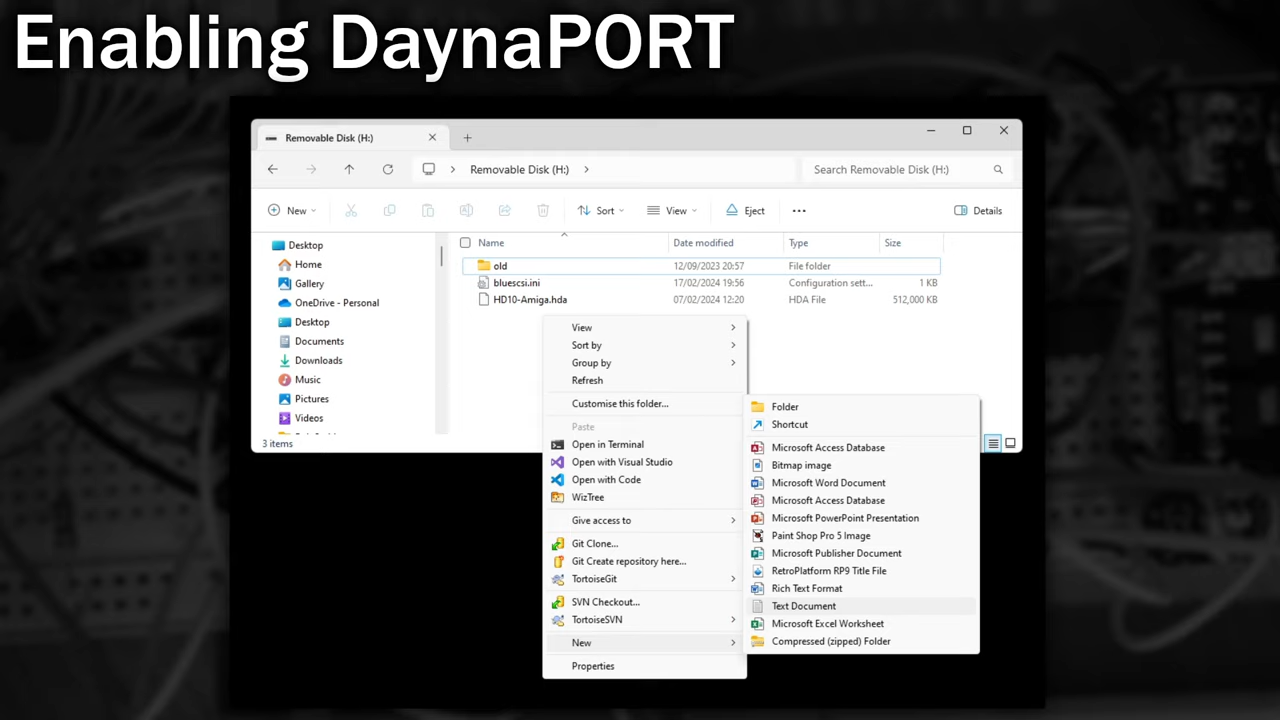 Enabling DaynaPORT
Removable Disk (H:)
Removable Disk (H:)
Search Removable Disk (H:)
New
Sort
View
Eject
Details
Name
Date modified
Type
Size
Desktop
Home
Gallery
OneDrive - Personal
Desktop
Documents
Downloads
Music
Pictures
Videos
old 12/09/2023 20:57 File folder
bluescsi.ini 17/02/2024 19:56 Configuration sett... 1 KB
HD10-Amiga.hda 07/02/2024 12:20 HDA File 512,000 KB
3 items
View
Sort by
Group by
Refresh
Customise this folder...
Paste
Open in Terminal
Open with Visual Studio
Open with Code
WizTree
Give access to
Git Clone...
Git Create repository here...
TortoiseGit
SVN Checkout...
TortoiseSVN
New
Properties
Folder
Shortcut
Microsoft Access Database
Bitmap image
Microsoft Word Document
Microsoft Access Database
Microsoft PowerPoint Presentation
Paint Shop Pro 5 Image
Microsoft Publisher Document
RetroPlatform RP9 Title File
Rich Text Format
Text Document
Microsoft Excel Worksheet
Compressed (zipped) Folder